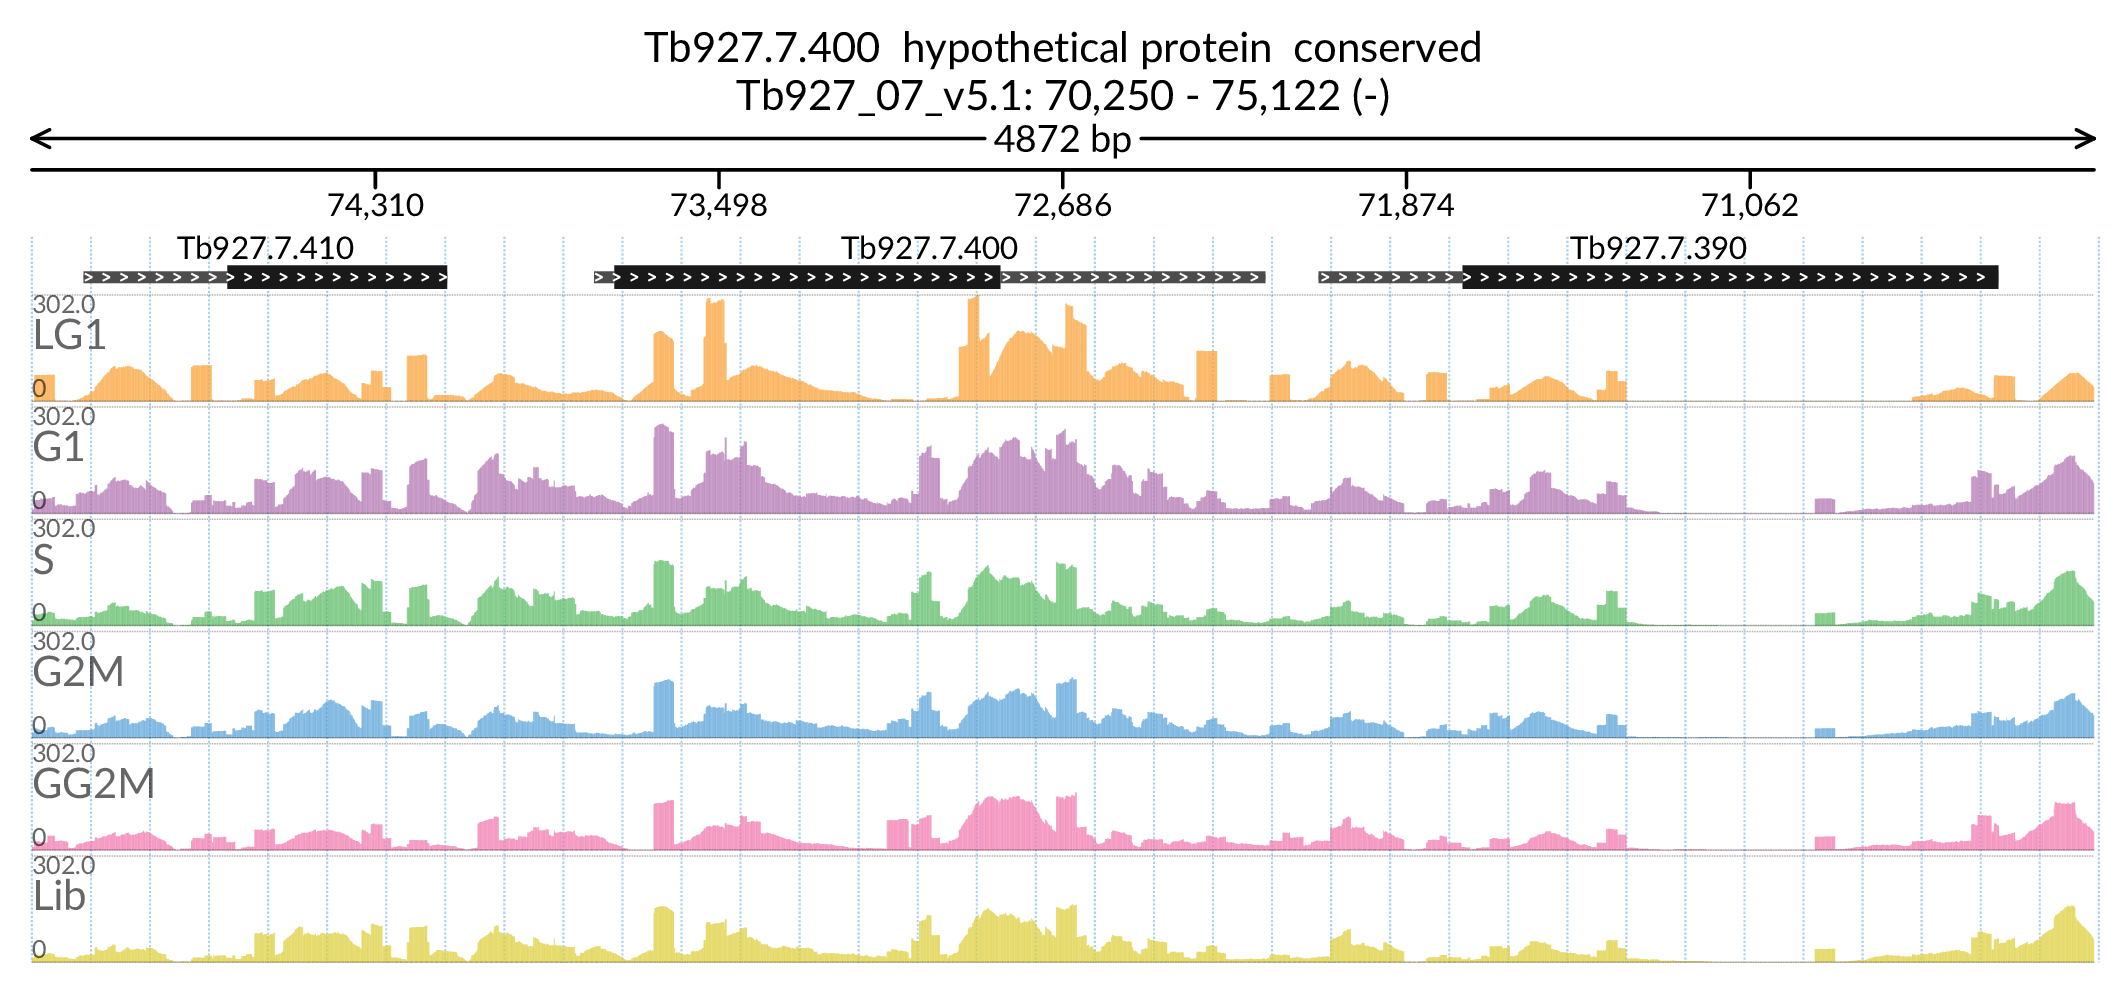 Tb927.7.400 hypothetical protein conserved
Tb927_07_v5.1: 70,250 - 75,122 (-)
4872 bp
74,310 73,498 72,686 71,874 71,062
Tb927.7.410 Tb927.7.400 Tb927.7.390
302.0
LG1
0
302.0
G1
0
302.0
S
0
302.0
G2M
0
302.0
GG2M
0
302.0
Lib
0